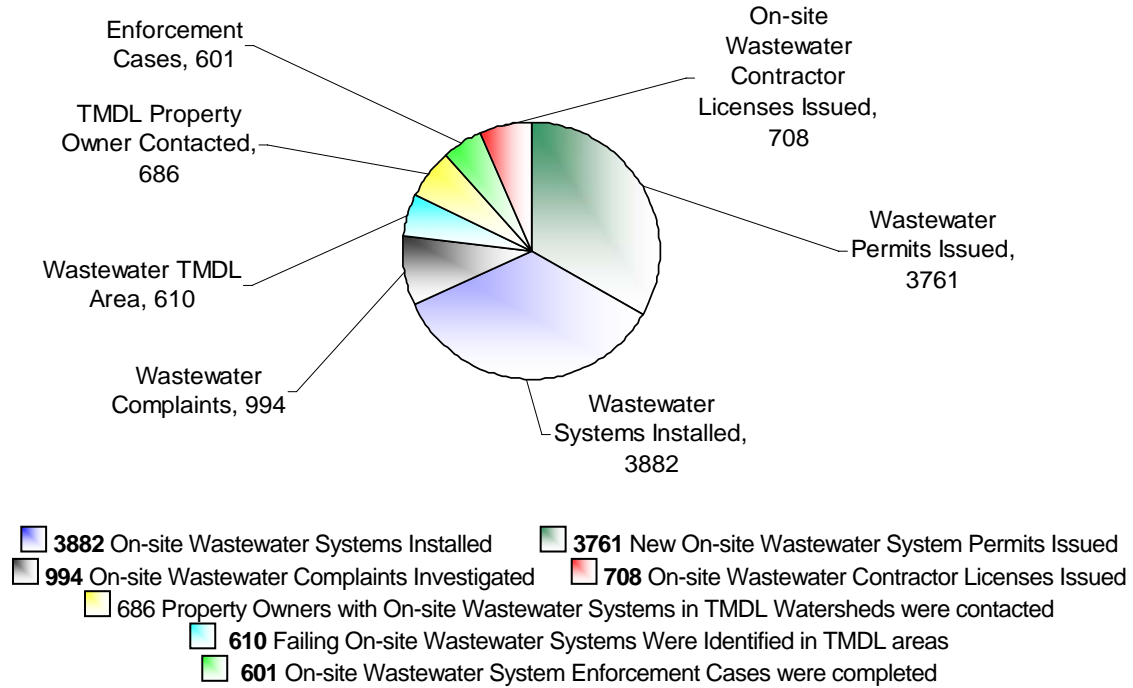 Enforcement
Cases, 601
On-site
Wastewater
Contractor
Licenses Issued,
708
TMDL Property
Owner Contacted,
686
Wastewater
Permits Issued,
3761
Wastewater TMDL
Area, 610
Wastewater
Complaints, 994
Wastewater
Systems Installed,
3882
3882 On-site Wastewater Systems Installed
3761 New On-site Wastewater System Permits Issued
994 On-site Wastewater Complaints Investigated
708 On-site Wastewater Contractor Licenses Issued
686 Property Owners with On-site Wastewater Systems in TMDL Watersheds were contacted
610 Failing On-site Wastewater Systems Were Identified in TMDL areas
601 On-site Wastewater System Enforcement Cases were completed